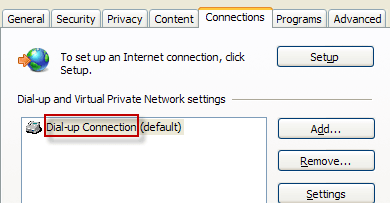 General Security Privacy Content Connections Programs Advanced
To set up an Internet connection, click Setup.
Setup
Dial-up and Virtual Private Network settings
Dial-up Connection (default)
Add...
Remove...
Settings